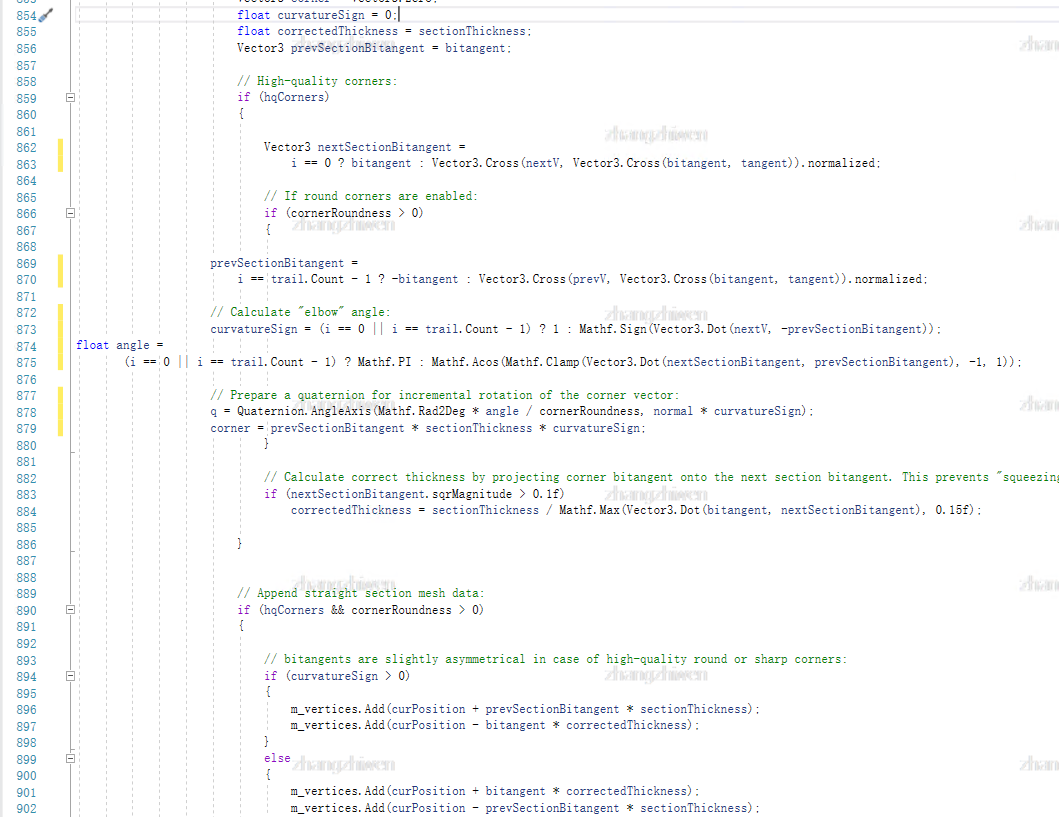 854 float curvatureSign = 0;
855 float correctedThickness = sectionThickness;
856 Vector3 prevSectionBitangent = bitangent;
857
858 // High-quality corners:
859 if (hqCorners)
860 {
861
862 Vector3 nextSectionBitangent =
863 i == 0 ? bitangent : Vector3.Cross(nextV, Vector3.Cross(bitangent, tangent)).normalized;
864
865 // If round corners are enabled:
866 if (cornerRoundness > 0)
867 {
868
869 prevSectionBitangent =
870 i == trail.Count - 1 ? -bitangent : Vector3.Cross(prevV, Vector3.Cross(bitangent, tangent)).normalized;
871
872 // Calculate "elbow" angle:
873 curvatureSign = (i == 0 || i == trail.Count - 1) ? 1 : Mathf.Sign(Vector3.Dot(nextV, -prevSectionBitangent));
874 float angle =
875 (i == 0 || i == trail.Count - 1) ? Mathf.PI : Mathf.Acos(Mathf.Clamp(Vector3.Dot(nextSectionBitangent, prevSectionBitangent), -1, 1));
876
877 // Prepare a quaternion for incremental rotation of the corner vector:
878 q = Quaternion.AngleAxis(Mathf.Rad2Deg * angle / cornerRoundness, normal * curvatureSign);
879 corner = prevSectionBitangent * sectionThickness * curvatureSign;
880 }
881
882 // Calculate correct thickness by projecting corner bitangent onto the next section bitangent. This prevents "squeezing
883 if (nextSectionBitangent.sqrMagnitude > 0.1f)
884 correctedThickness = sectionThickness / Mathf.Max(Vector3.Dot(bitangent, nextSectionBitangent), 0.15f);
885
886 }
887
888
889 // Append straight section mesh data:
890 if (hqCorners && cornerRoundness > 0)
891 {
892
893 // bitangents are slightly asymmetrical in case of high-quality round or sharp corners:
894 if (curvatureSign > 0)
895 {
896 m_vertices.Add(curPosition + prevSectionBitangent * sectionThickness);
897 m_vertices.Add(curPosition - bitangent * correctedThickness);
898 }
899 else
900 {
901 m_vertices.Add(curPosition + bitangent * correctedThickness);
902 m_vertices.Add(curPosition - prevSectionBitangent * sectionThickness);